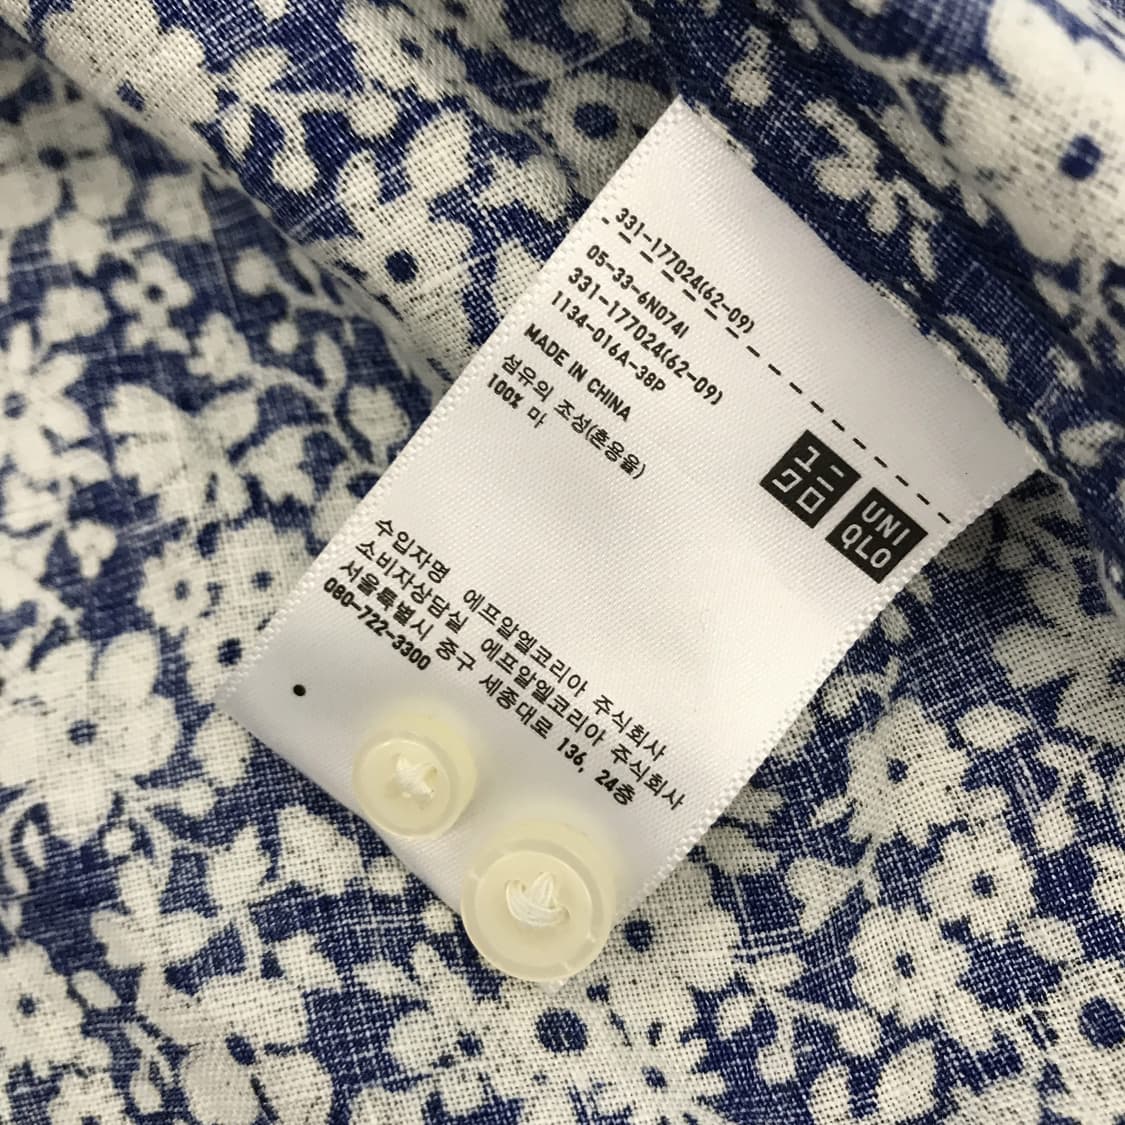 331-177024(62-09)
05-33-6N0741
331-177024(62-09)
1134-016A-38P
MADE IN CHINA
섬유의 조성(혼용율)
100% 마
ユニ
クロ
UNI
QLO
수입자명 에프알엘코리아 주식회사
소비자상담실 에프알엘코리아 주식회사
서울특별시 중구 세종대로 136, 24층
080-722-3300